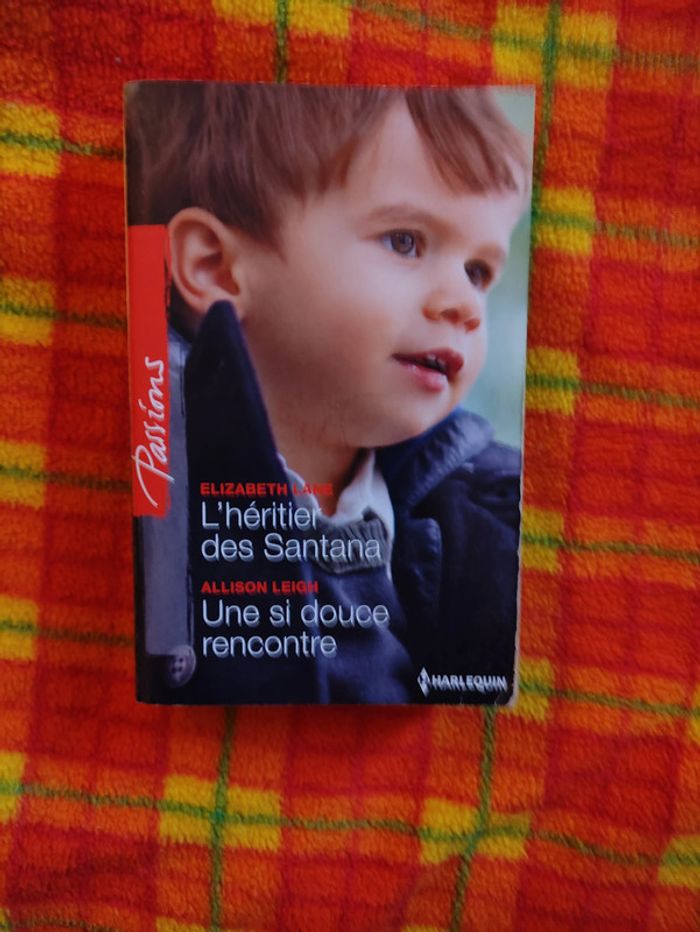 Passions
ELIZABETH LANE
L'héritier
des Santana
ALLISON LEIGH
Une si douce
rencontre
HARLEQUIN